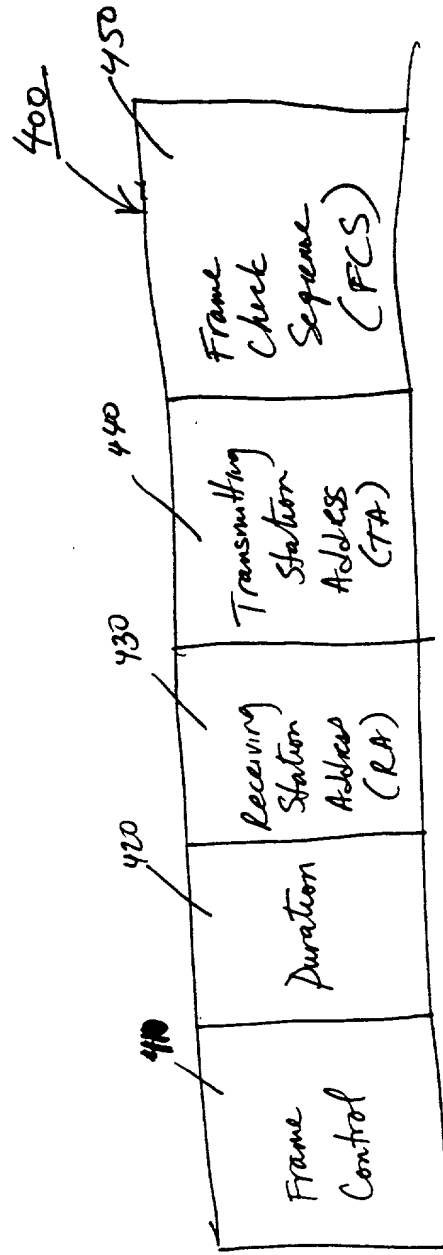 400
410
420
430
440
450
Frame
Control
Duration
Receiving
Station
Address
(RA)
Transmitting
Station
Address
(TA)
Frame
Check
Sequence
(FCS)